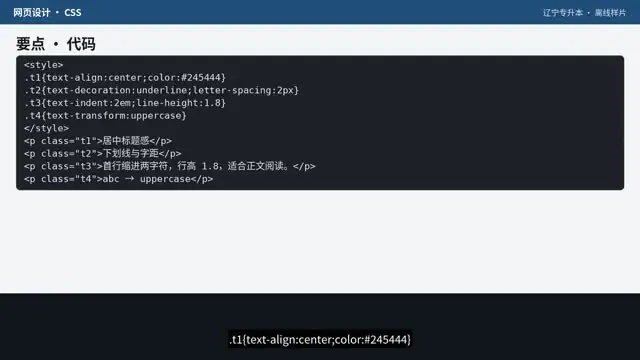 网页设计 • CSS
辽宁专升本 • 离线样片
要点 • 代码
<style>
.t1{text-align:center;color:#245444}
.t2{text-decoration:underline;letter-spacing:2px}
.t3{text-indent:2em;line-height:1.8}
.t4{text-transform:uppercase}
</style>
<p class="t1">居中标题感</p>
<p class="t2">下划线与字距</p>
<p class="t3">首行缩进两字符，行高 1.8，适合正文阅读。</p>
<p class="t4">abc → uppercase</p>
.t1{text-align:center;color:#245444}